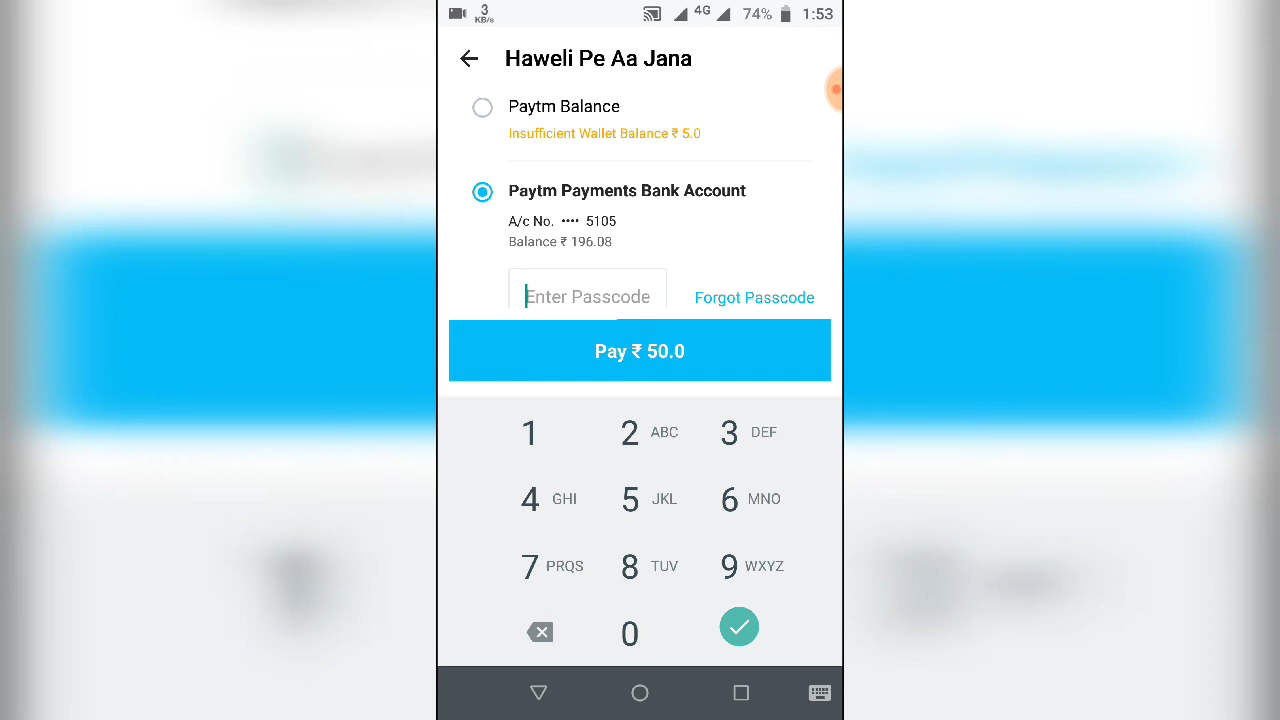 3
KB/s
4G
74%
1:53
Haweli Pe Aa Jana
Paytm Balance
Insufficient Wallet Balance ₹ 5.0
Paytm Payments Bank Account
A/c No. •••• 5105
Balance ₹ 196.08
Enter Passcode
Forgot Passcode
Pay ₹ 50.0
1
2 ABC
3 DEF
4 GHI
5 JKL
6 MNO
7 PRQS
8 TUV
9 WXYZ
0